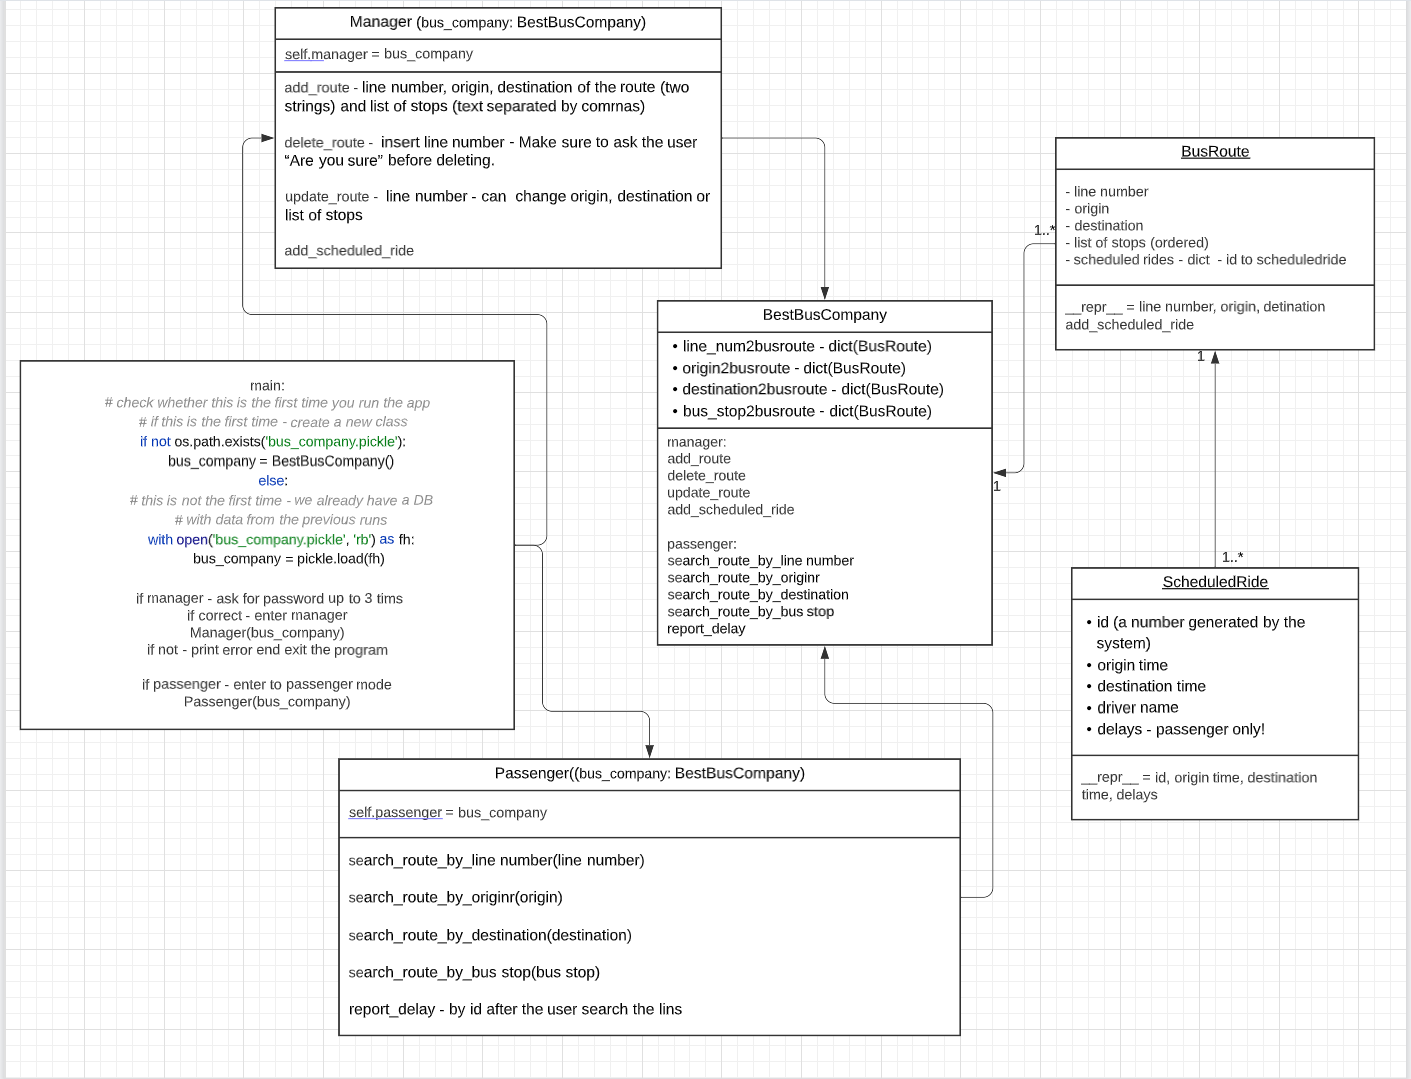 Manager (bus_company: BestBusCompany)
self.manager = bus_company
add_route - line number, origin, destination of the route (two
strings) and list of stops (text separated by commas)
delete_route -  insert line number - Make sure to ask the user
“Are you sure” before deleting.
update_route -  line number - can  change origin, destination or
list of stops
add_scheduled_ride
BusRoute
- line number
- origin
- destination
- list of stops (ordered)
- scheduled rides - dict  - id to scheduledride
__repr__ = line number, origin, detination
add_scheduled_ride
1..*
1
1
1..*
BestBusCompany
• line_num2busroute - dict(BusRoute)
• origin2busroute - dict(BusRoute)
• destination2busroute - dict(BusRoute)
• bus_stop2busroute - dict(BusRoute)
manager:
add_route
delete_route
update_route
add_scheduled_ride
passenger:
search_route_by_line number
search_route_by_originr
search_route_by_destination
search_route_by_bus stop
report_delay
main:
# check whether this is the first time you run the app
# if this is the first time - create a new class
if not os.path.exists('bus_company.pickle'):
bus_company = BestBusCompany()
else:
# this is not the first time - we already have a DB
# with data from the previous runs
with open('bus_company.pickle', 'rb') as fh:
bus_company = pickle.load(fh)
if manager - ask for password up to 3 tims
if correct - enter manager
Manager(bus_company)
if not - print error end exit the program
if passenger - enter to passenger mode
Passenger(bus_company)
ScheduledRide
• id (a number generated by the
system)
• origin time
• destination time
• driver name
• delays - passenger only!
__repr__ = id, origin time, destination
time, delays
Passenger((bus_company: BestBusCompany)
self.passenger = bus_company
search_route_by_line number(line number)
search_route_by_originr(origin)
search_route_by_destination(destination)
search_route_by_bus stop(bus stop)
report_delay - by id after the user search the lins